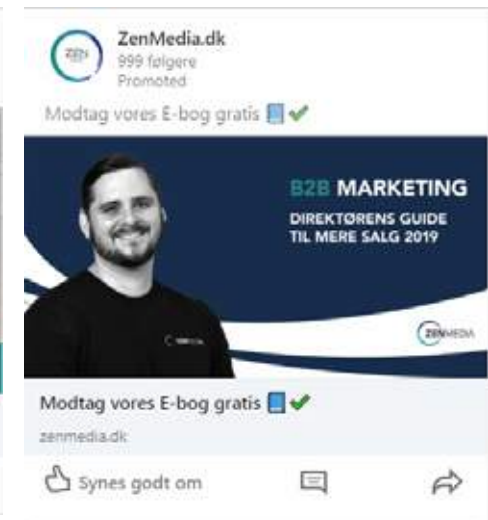 ZEN
ZenMedia.dk
999 følgere
Promoted
Modtag vores E-bog gratis 📘✔
B2B MARKETING
DIREKTØRENS GUIDE
TIL MERE SALG 2019
ZENMEDIA
Modtag vores E-bog gratis 📘✔
zenmedia.dk
Synes godt om